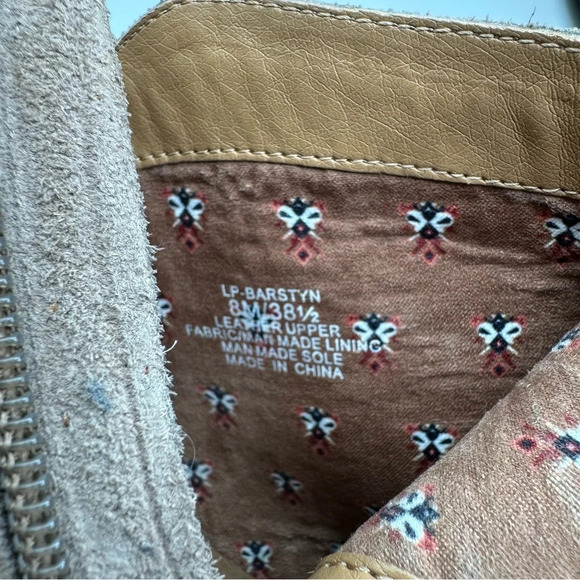 LP-BARSTYN
8M/38½
LEATHER UPPER
FABRIC/MAN MADE LINING
MAN MADE SOLE
MADE IN CHINA